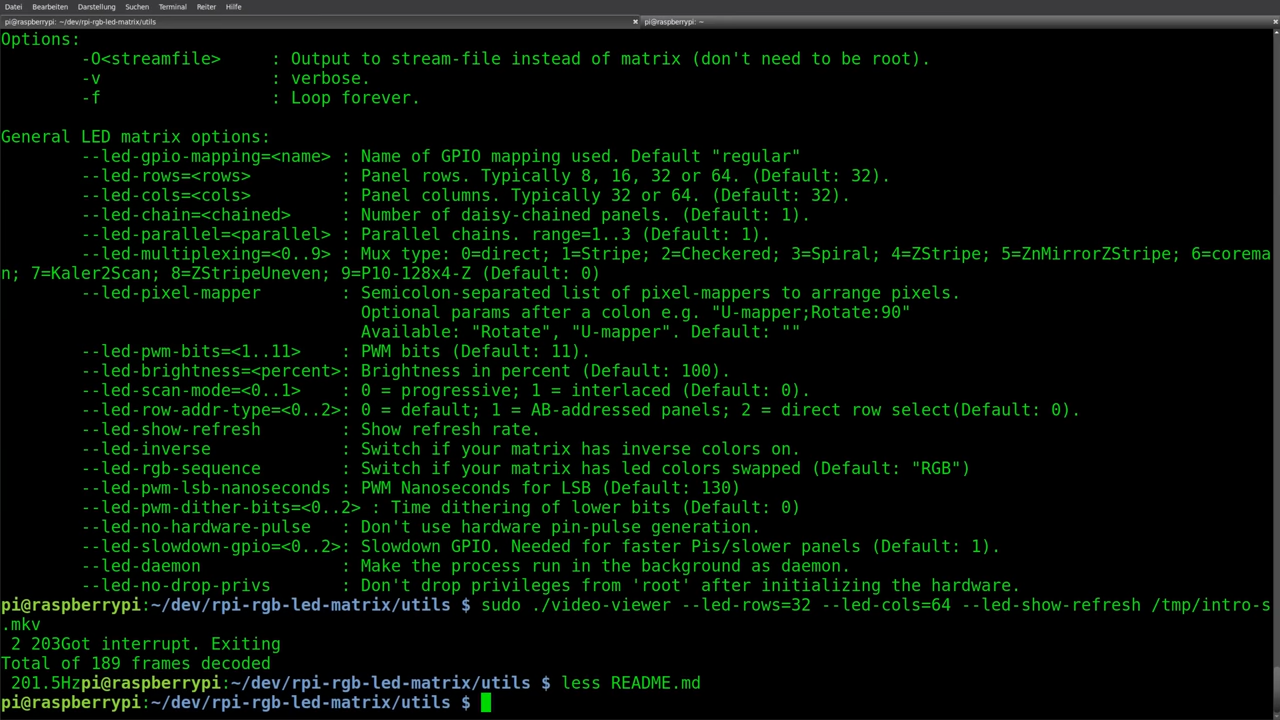 Datei Bearbeiten Darstellung Suchen Terminal Reiter Hilfe
pi@raspberrypi: ~/dev/rpi-rgb-led-matrix/utils × pi@raspberrypi: ~ ×
Options:
-O<streamfile> : Output to stream-file instead of matrix (don't need to be root).
-v : verbose.
-f : Loop forever.
General LED matrix options:
--led-gpio-mapping=<name> : Name of GPIO mapping used. Default "regular"
--led-rows=<rows> : Panel rows. Typically 8, 16, 32 or 64. (Default: 32).
--led-cols=<cols> : Panel columns. Typically 32 or 64. (Default: 32).
--led-chain=<chained> : Number of daisy-chained panels. (Default: 1).
--led-parallel=<parallel> : Parallel chains. range=1..3 (Default: 1).
--led-multiplexing=<0..9> : Mux type: 0=direct; 1=Stripe; 2=Checkered; 3=Spiral; 4=ZStripe; 5=ZnMirrorZStripe; 6=corema
n; 7=Kaler2Scan; 8=ZStripeUneven; 9=P10-128x4-Z (Default: 0)
--led-pixel-mapper : Semicolon-separated list of pixel-mappers to arrange pixels.
Optional params after a colon e.g. "U-mapper;Rotate:90"
Available: "Rotate", "U-mapper". Default: ""
--led-pwm-bits=<1..11> : PWM bits (Default: 11).
--led-brightness=<percent>: Brightness in percent (Default: 100).
--led-scan-mode=<0..1> : 0 = progressive; 1 = interlaced (Default: 0).
--led-row-addr-type=<0..2>: 0 = default; 1 = AB-addressed panels; 2 = direct row select(Default: 0).
--led-show-refresh : Show refresh rate.
--led-inverse : Switch if your matrix has inverse colors on.
--led-rgb-sequence : Switch if your matrix has led colors swapped (Default: "RGB")
--led-pwm-lsb-nanoseconds : PWM Nanoseconds for LSB (Default: 130)
--led-pwm-dither-bits=<0..2> : Time dithering of lower bits (Default: 0)
--led-no-hardware-pulse : Don't use hardware pin-pulse generation.
--led-slowdown-gpio=<0..2>: Slowdown GPIO. Needed for faster Pis/slower panels (Default: 1).
--led-daemon : Make the process run in the background as daemon.
--led-no-drop-privs : Don't drop privileges from 'root' after initializing the hardware.
pi@raspberrypi:~/dev/rpi-rgb-led-matrix/utils $ sudo ./video-viewer --led-rows=32 --led-cols=64 --led-show-refresh /tmp/intro-s
.mkv
2 203Got interrupt. Exiting
Total of 189 frames decoded
201.5Hzpi@raspberrypi:~/dev/rpi-rgb-led-matrix/utils $ less README.md
pi@raspberrypi:~/dev/rpi-rgb-led-matrix/utils $